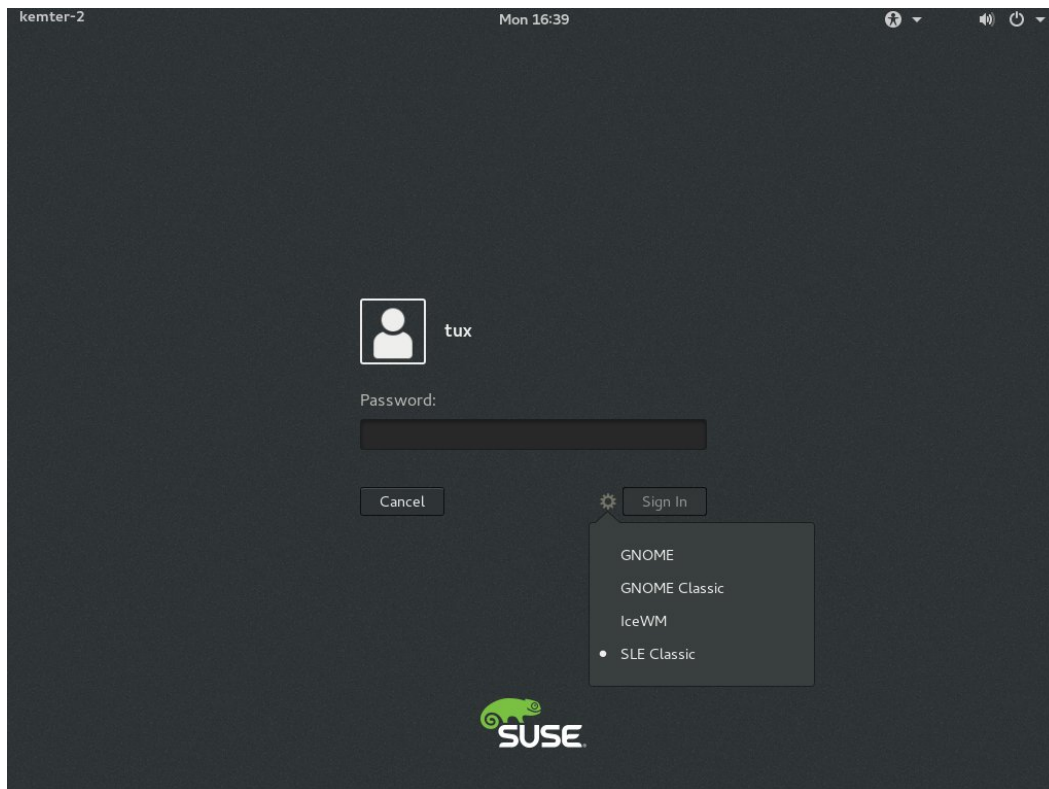 kemter-2
Mon 16:39
tux
Password:
Cancel
Sign In
GNOME
GNOME Classic
IceWM
SLE Classic
SUSE